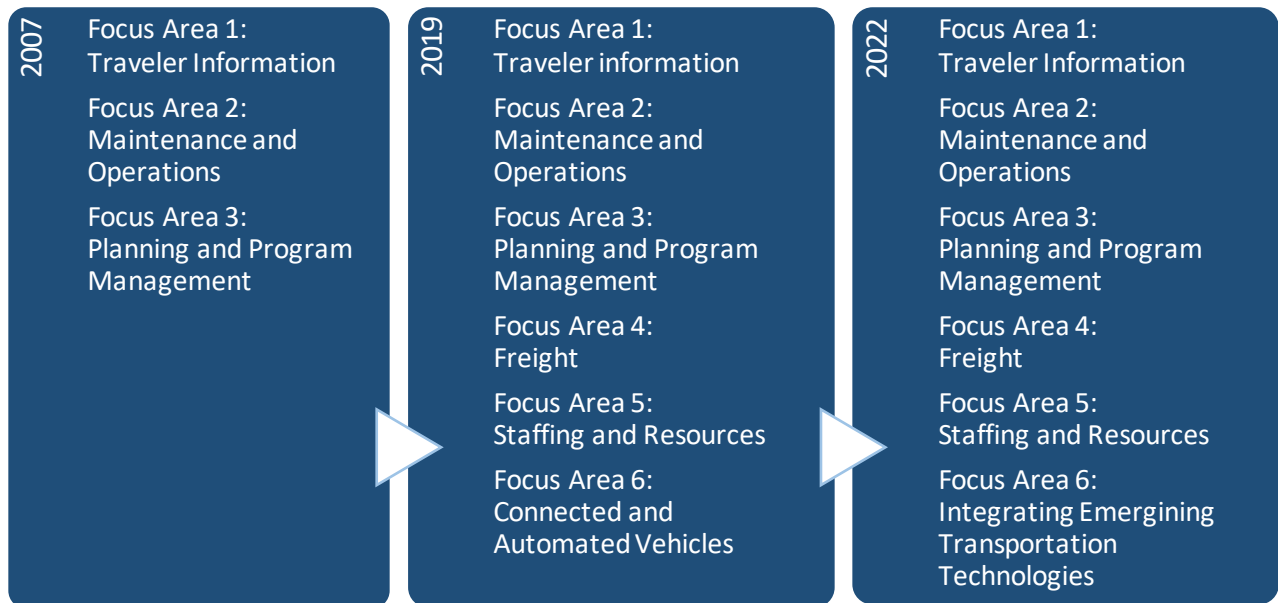 2007
Focus Area 1:
Traveler Information
Focus Area 2:
Maintenance and
Operations
Focus Area 3:
Planning and Program
Management
2019
Focus Area 1:
Traveler information
Focus Area 2:
Maintenance and
Operations
Focus Area 3:
Planning and Program
Management
Focus Area 4:
Freight
Focus Area 5:
Staffing and Resources
Focus Area 6:
Connected and
Automated Vehicles
2022
Focus Area 1:
Traveler Information
Focus Area 2:
Maintenance and
Operations
Focus Area 3:
Planning and Program
Management
Focus Area 4:
Freight
Focus Area 5:
Staffing and Resources
Focus Area 6:
Integrating Emergining
Transportation
Technologies